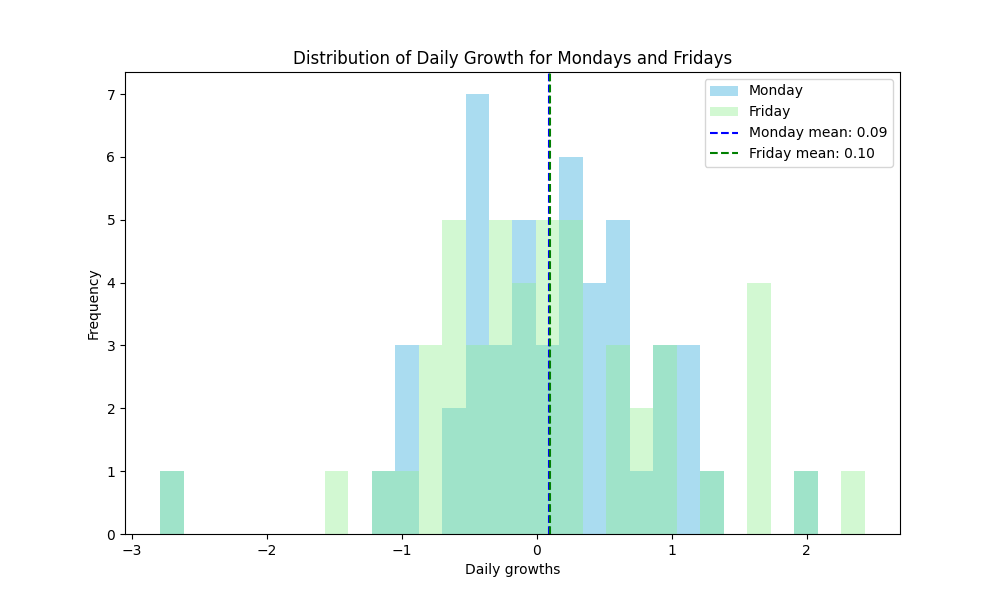 Distribution of Daily Growth for Mondays and Fridays
Monday
Friday
Monday mean: 0.09
Friday mean: 0.10
Frequency
7
6
5
4
3
2
1
0
−3 −2 −1 0 1 2
Daily growths